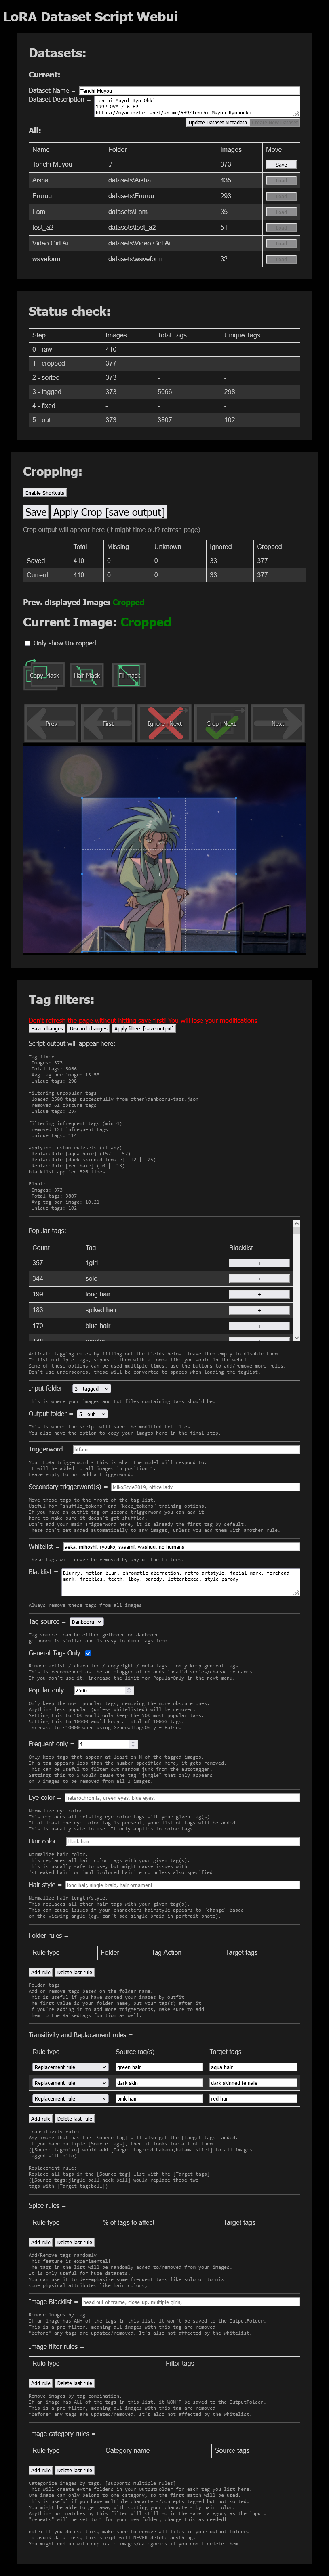 LoRA Dataset Script Webui
Datasets:
Current:
Dataset Name = Tenchi Muyou
Dataset Description = Tenchi Muyo! Ryo-Ohki
1992 OVA / 6 EP
https://myanimelist.net/anime/539/Tenchi_Muyou_Ryououki
Update Dataset Metadata
All:
Name Folder Images Move
Tenchi Muyou ./ 373 Save
Aisha datasets\Aisha 435 Load
Eruruu datasets\Eruruu 293 Load
Fam datasets\Fam 35 Load
test_a2 datasets\test_a2 51 Load
Video Girl Ai datasets\Video Girl Ai - Load
waveform datasets\waveform 32 Load
Status check:
Step Images Total Tags Unique Tags
0 - raw 410 - -
1 - cropped 377 - -
2 - sorted 373 - -
3 - tagged 373 5066 298
4 - fixed - - -
5 - out 373 3807 102
Cropping:
Enable Shortcuts
Save Apply Crop [save output]
Crop output will appear here (it might time out? refresh page)
Total Missing Unknown Ignored Cropped
Saved 410 0 0 33 377
Current 410 0 0 33 377
Prev. displayed Image: Cropped
Current Image: Cropped
Only show Uncropped
Copy Mask Half Mask Fill mask
Prev First Ignore+Next Crop+Next Next
Tag filters:
Don't refresh the page without hitting save first! You will lose your modifications
Save changes Discard changes Apply filters [save output]
Script output will appear here:
Tag fixer
Images: 373
Total tags: 5066
Avg tag per image: 13.58
Unique tags: 298
filtering unpopular tags
loaded 2500 tags successfully from other\danbooru-tags.json
removed 61 obscure tags
Unique tags: 237
filtering infrequent tags (min 4)
removed 123 infrequent tags
Unique tags: 114
applying custom rulesets (if any)
ReplaceRule [aqua hair] (+57 | -57)
ReplaceRule [dark-skinned female] (+2 | -25)
ReplaceRule [red hair] (+0 | -13)
blacklist applied 526 times
Final:
Images: 373
Total tags: 3807
Avg tag per image: 10.21
Unique tags: 102
Popular tags:
Count Tag Blacklist
357 1girl +
344 solo +
199 long hair +
183 spiked hair +
170 blue hair +
Activate tagging rules by filling out the fields below, leave them empty to disable them.
To list multiple tags, separate them with a comma like you would in the webui.
Some of these options can be used multiple times, use the buttons to add/remove more rules.
Don't use underscores, these will be converted to spaces when loading the taglist.
Input folder = 3 - tagged
This is where your images and txt files containing tags should be.
Output folder = 5 - out
This is where the script will save the modified txt files.
You also have the option to copy your images here in the final step.
Triggerword = Mfam
Your LoRa triggerword - this is what the model will respond to.
It will be added to all images in position 1.
Leave empty to not add a triggerword.
Secondary triggerword(s) = MikoStyle2019, office lady
Move these tags to the front of the tag list.
Useful for "shuffle_tokens" and "keep_tokens" training options.
If you have an outfit tag or second triggerword you can add it
here to make sure it doesn't get shuffled.
Don't add your main Triggerword here, it is already the first tag by default.
These don't get added automatically to any images, unless you add them with another rule.
Whitelist = aeka, mihoshi, ryouko, sasami, washuu, no humans
These tags will never be removed by any of the filters.
Blacklist = Blurry, motion blur, chromatic aberration, retro artstyle, facial mark, forehead
mark, freckles, teeth, lboy, parody, letterboxed, style parody
Always remove these tags from all images
Tag source = Danbooru
Tag source. can be either gelbooru or danbooru
gelbooru is similar and is easy to dump tags from
General Tags Only
Remove artist / character / copyright / meta tags - only keep general tags.
This is recommended as the autotagger often adds invalid series/character names.
If you don't use it, increase the limit for PopularOnly in the next menu.
Popular only = 2500
Only keep the most popular tags, removing the more obscure ones.
Anything less popular (unless whitelisted) will be removed.
Setting this to 500 would only keep the 500 most popular tags.
Setting this to 10000 would keep a total of 10000 tags.
Increase to ~10000 when using GeneralTagsOnly = False.
Frequent only = 4
Only keep tags that appear at least on N of the tagged images.
If a tag appears less than the number specified here, it gets removed.
This can be useful to filter out random junk from the autotagger.
Settings this to 5 would cause the tag "jungle" that only appears
on 3 images to be removed from all 3 images.
Eye color = heterochromia, green eyes, blue eyes,
Normalize eye color.
This replaces all existing eye color tags with your given tag(s).
If at least one eye color tag is present, your list of tags will be added.
This is usually safe to use. It only applies to color tags.
Hair color = black hair
Normalize hair color.
This replaces all hair color tags with your given tag(s).
This is usually safe to use, but might cause issues with
'streaked hair' or 'multicolored hair' etc. unless also specified
Hair style = long hair, single braid, hair ornament
Normalize hair length/style.
This replaces all other hair tags with your given tag(s).
This can cause issues if your characters hairstyle appears to "change" based
on the viewing angle (eg. can't see single braid in portrait photo).
Folder rules =
Rule type Folder Tag Action Target tags
Add rule Delete last rule
Folder tags
Add or remove tags based on the folder name.
This is useful if you have sorted your images by outfit
The first value is your folder name, put your tag(s) after it
If you're adding it to add more triggerwords, make sure to add
them to the RaisedTags function as well.
Transitivity and Replacement rules =
Rule type Source tag(s) Target tags
Replacement rule green hair aqua hair
Replacement rule dark skin dark-skinned female
Replacement rule pink hair red hair
Add rule Delete last rule
Transitivity rule:
Any image that has the [Source tag] will also get the [Target tags] added.
If you have multiple [Source tags], then it looks for all of them
([Source tag:miko] would add [Target tag:red hakama,hakama skirt] to all images
tagged with miko)
Replacement rule:
Replace all tags in the [Source tag] list with the [Target tags]
([Source tags:jingle bell,neck bell] would replace those two
tags with [Target tag:bell])
Spice rules =
Rule type % of tags to affect Target tags
Add rule Delete last rule
Add/Remove tags randomly
This feature is experimental!
The tags in the list will be randomly added to/removed from your images.
It is only useful for huge datasets.
You can use it to de-emphasize some frequent tags like solo or to mix
some physical attributes like hair colors;
Image Blacklist = head out of frame, close-up, multiple girls,
Remove images by tag.
If an image has ANY of the tags in this list, it won't be saved to the OutputFolder.
This is a pre-filter, meaning all images with this tag are removed
*before* any tags are updated/removed. It's also not affected by the whitelist.
Image filter rules =
Rule type Filter tags
Add rule Delete last rule
Remove images by tag combination.
If an image has ALL of the tags in this list, it WON'T be saved to the OutputFolder.
This is a pre-filter, meaning all images with this tag are removed
*before* any tags are updated/removed. It's also not affected by the whitelist.
Image category rules =
Rule type Category name Source tags
Add rule Delete last rule
Categorize images by tags. [supports multiple rules]
This will create extra folders in your OutputFolder for each tag you list here.
One image can only belong to one category, so the first match will be used.
This is useful if you have multiple characters/concepts tagged but not sorted.
You might be able to get away with sorting your characters by hair color.
Anything not matches by this filter will still go in the same category as the input.
"repeats" will be set to 1 for your new folder, change this as needed!
note: If you do use this, make sure to remove all files in your output folder.
To avoid data loss, this script will NEVER delete anything.
You might end up with duplicate images/categories if you don't delete them.